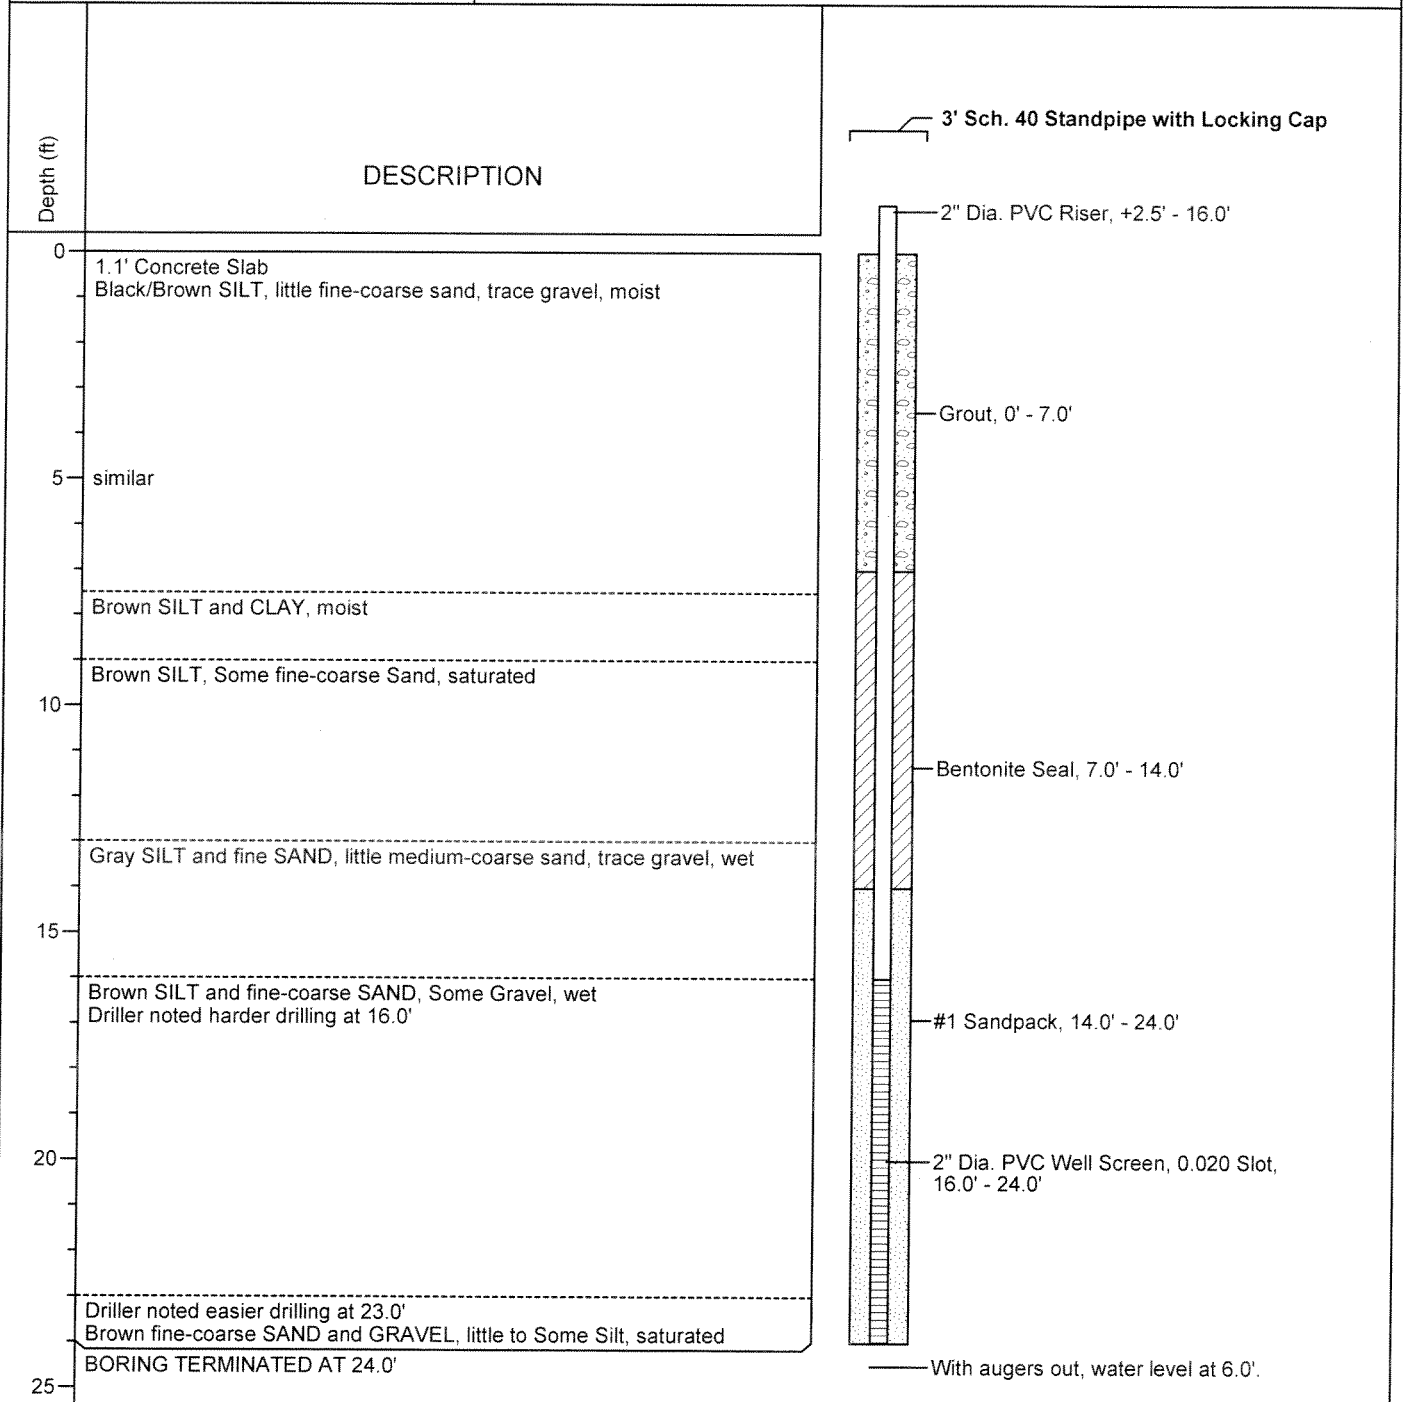 Depth (ft)
DESCRIPTION
3' Sch. 40 Standpipe with Locking Cap
2" Dia. PVC Riser, +2.5' - 16.0'
0
1.1' Concrete Slab
Black/Brown SILT, little fine-coarse sand, trace gravel, moist
Grout, 0' - 7.0'
5
similar
Brown SILT and CLAY, moist
Brown SILT, Some fine-coarse Sand, saturated
10
Bentonite Seal, 7.0' - 14.0'
Gray SILT and fine SAND, little medium-coarse sand, trace gravel, wet
15
Brown SILT and fine-coarse SAND, Some Gravel, wet
Driller noted harder drilling at 16.0'
#1 Sandpack, 14.0' - 24.0'
20
2" Dia. PVC Well Screen, 0.020 Slot,
16.0' - 24.0'
Driller noted easier drilling at 23.0'
Brown fine-coarse SAND and GRAVEL, little to Some Silt, saturated
BORING TERMINATED AT 24.0'
With augers out, water level at 6.0'.
25